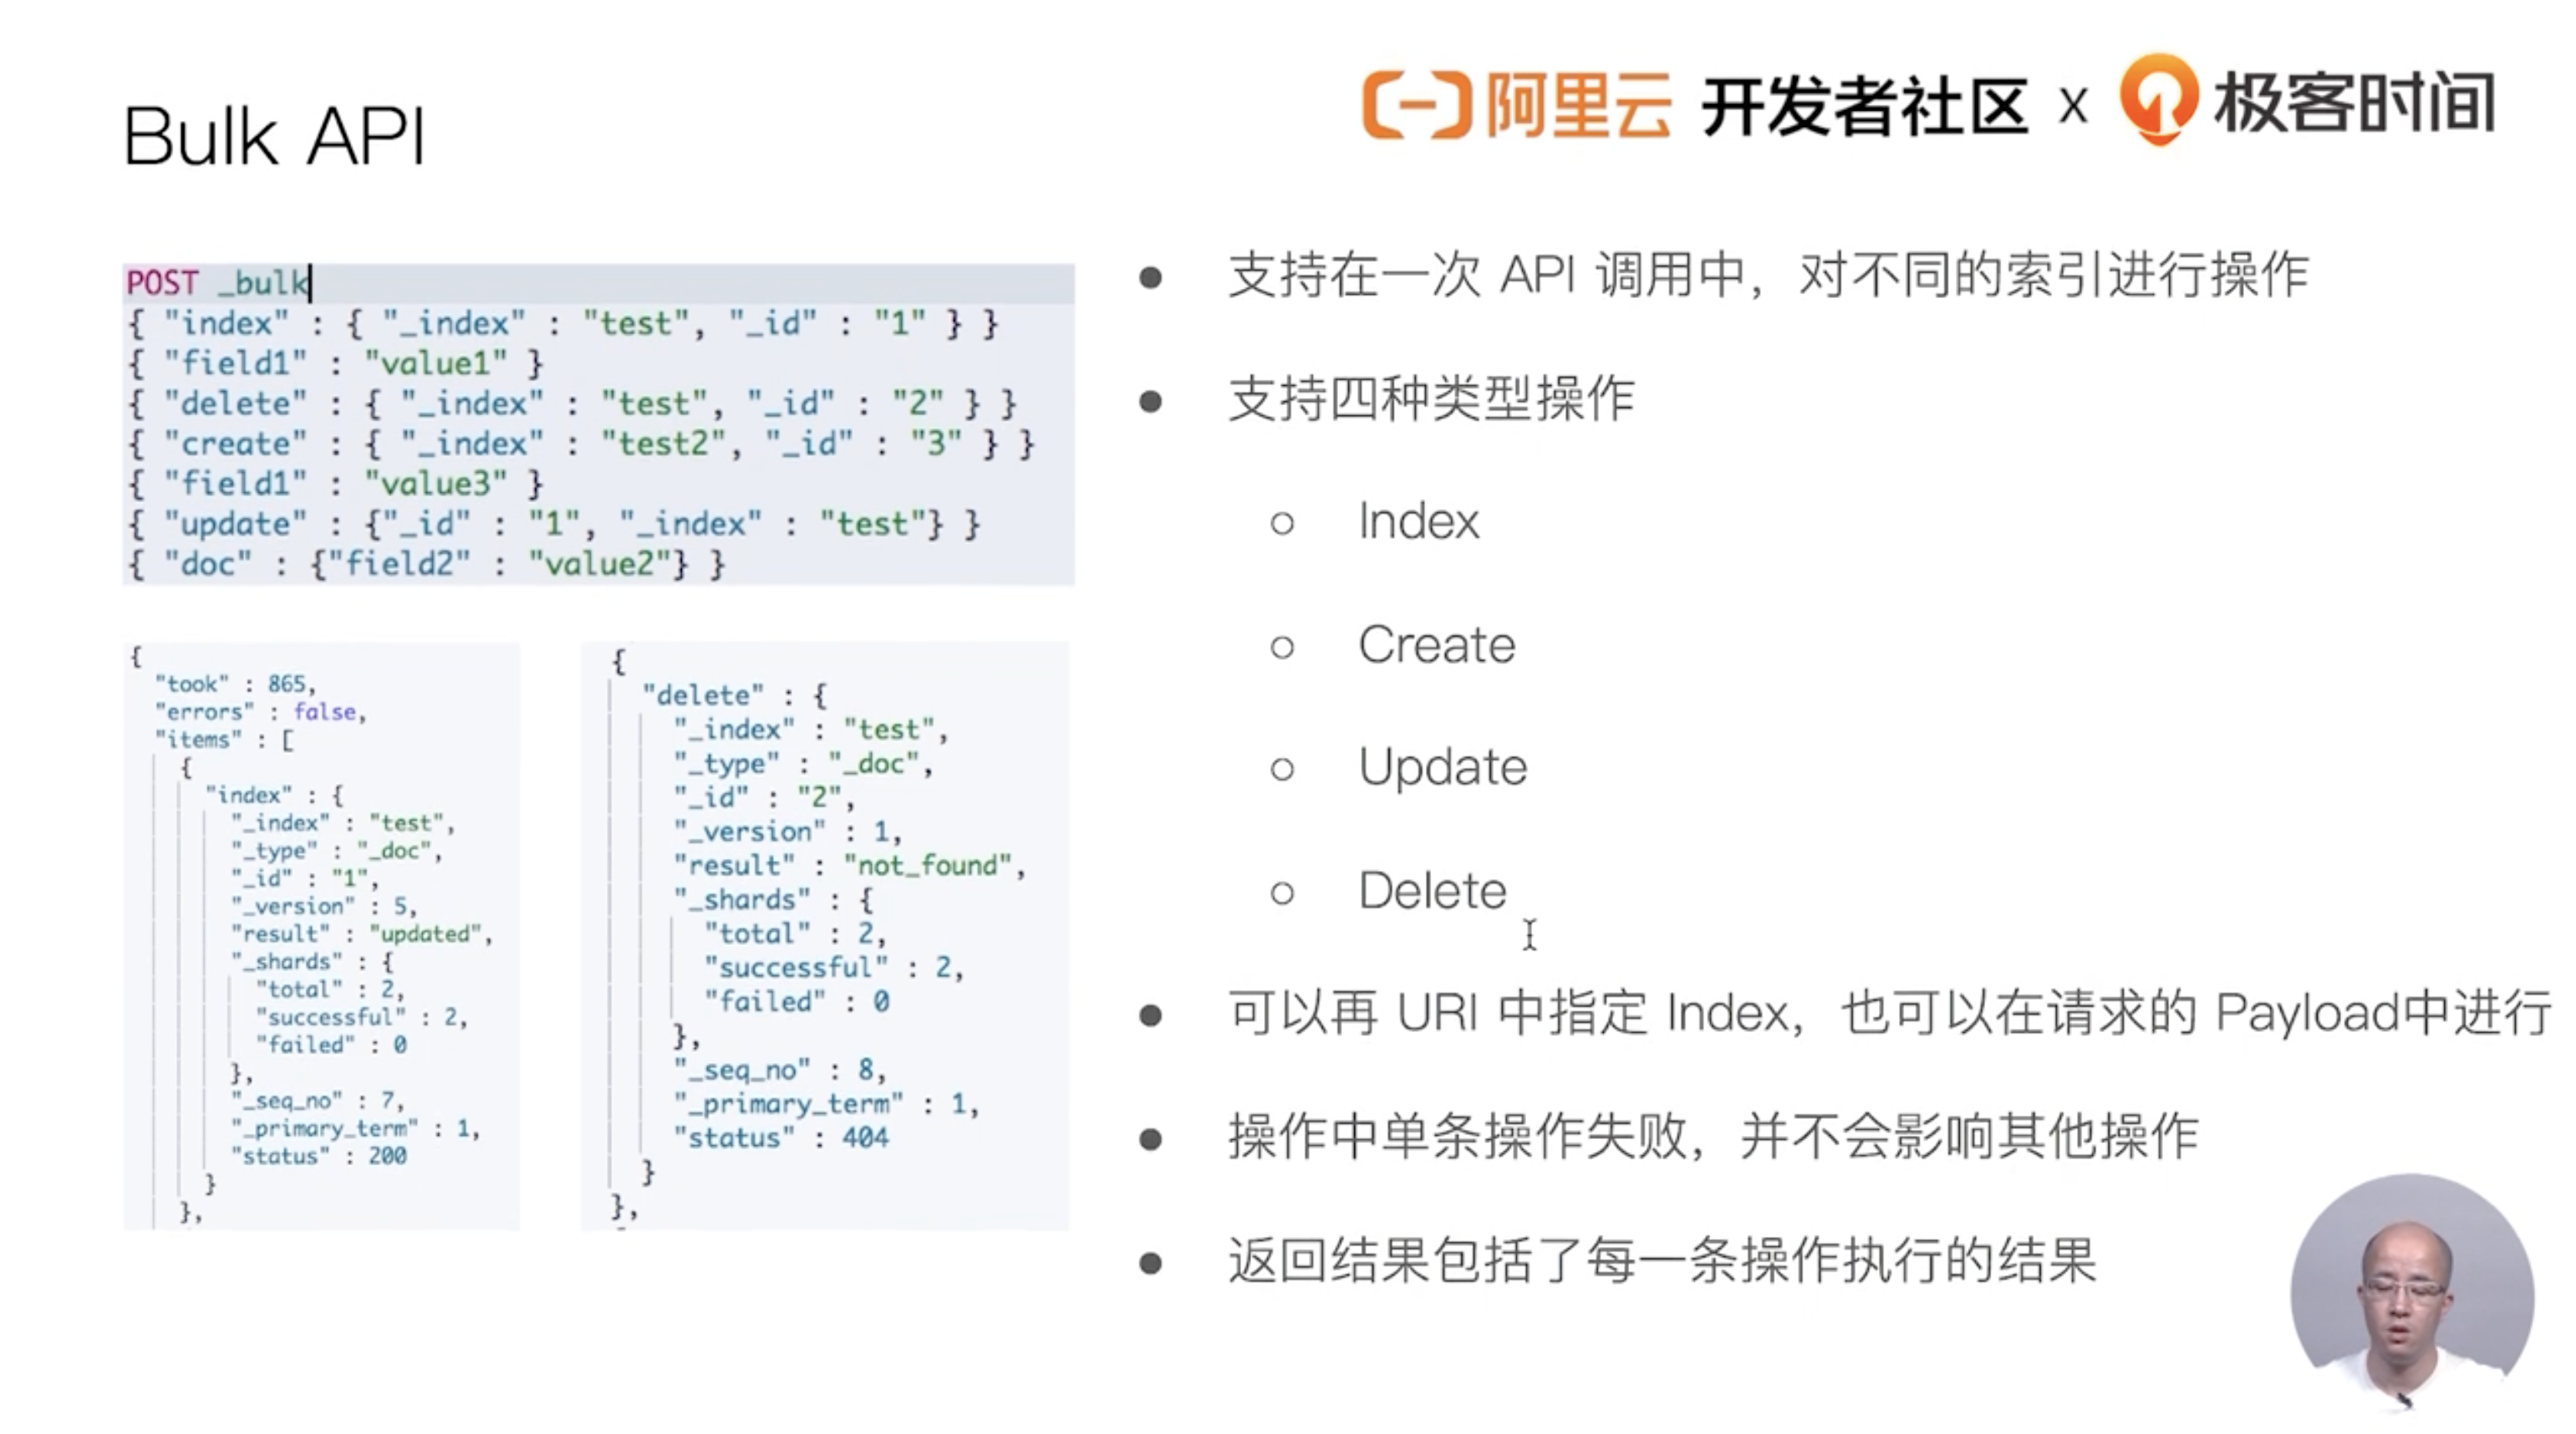 Bulk API
阿里云 开发者社区 x 极客时间
POST _bulk
{ "index" : { "_index" : "test", "_id" : "1" } }
{ "field1" : "value1" }
{ "delete" : { "_index" : "test", "_id" : "2" } }
{ "create" : { "_index" : "test2", "_id" : "3" } }
{ "field1" : "value3" }
{ "update" : {"_id" : "1", "_index" : "test"} }
{ "doc" : {"field2" : "value2"} }
{
"took" : 865,
"errors" : false,
"items" : [
{
"index" : {
"_index" : "test",
"_type" : "_doc",
"_id" : "1",
"_version" : 5,
"result" : "updated",
"_shards" : {
"total" : 2,
"successful" : 2,
"failed" : 0
},
"_seq_no" : 7,
"_primary_term" : 1,
"status" : 200
}
},
{
"delete" : {
"_index" : "test",
"_type" : "_doc",
"_id" : "2",
"_version" : 1,
"result" : "not_found",
"_shards" : {
"total" : 2,
"successful" : 2,
"failed" : 0
},
"_seq_no" : 8,
"_primary_term" : 1,
"status" : 404
}
},
● 支持在一次 API 调用中，对不同的索引进行操作
● 支持四种类型操作
○ Index
○ Create
○ Update
○ Delete
● 可以再 URI 中指定 Index，也可以在请求的 Payload中进行
● 操作中单条操作失败，并不会影响其他操作
● 返回结果包括了每一条操作执行的结果